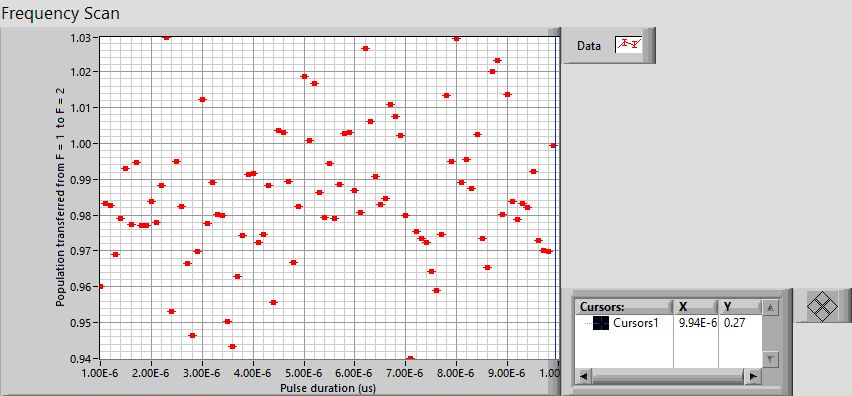 Frequency Scan
Population transferred from F = 1 to F = 2
1.03
1.02
1.01
1.00
0.99
0.98
0.97
0.96
0.95
0.94
1.00E-6 2.00E-6 3.00E-6 4.00E-6 5.00E-6 6.00E-6 7.00E-6 8.00E-6 9.00E-6 1.00
Pulse duration (us)
Data
Cursors: X Y
Cursors1 9.94E-6 0.27